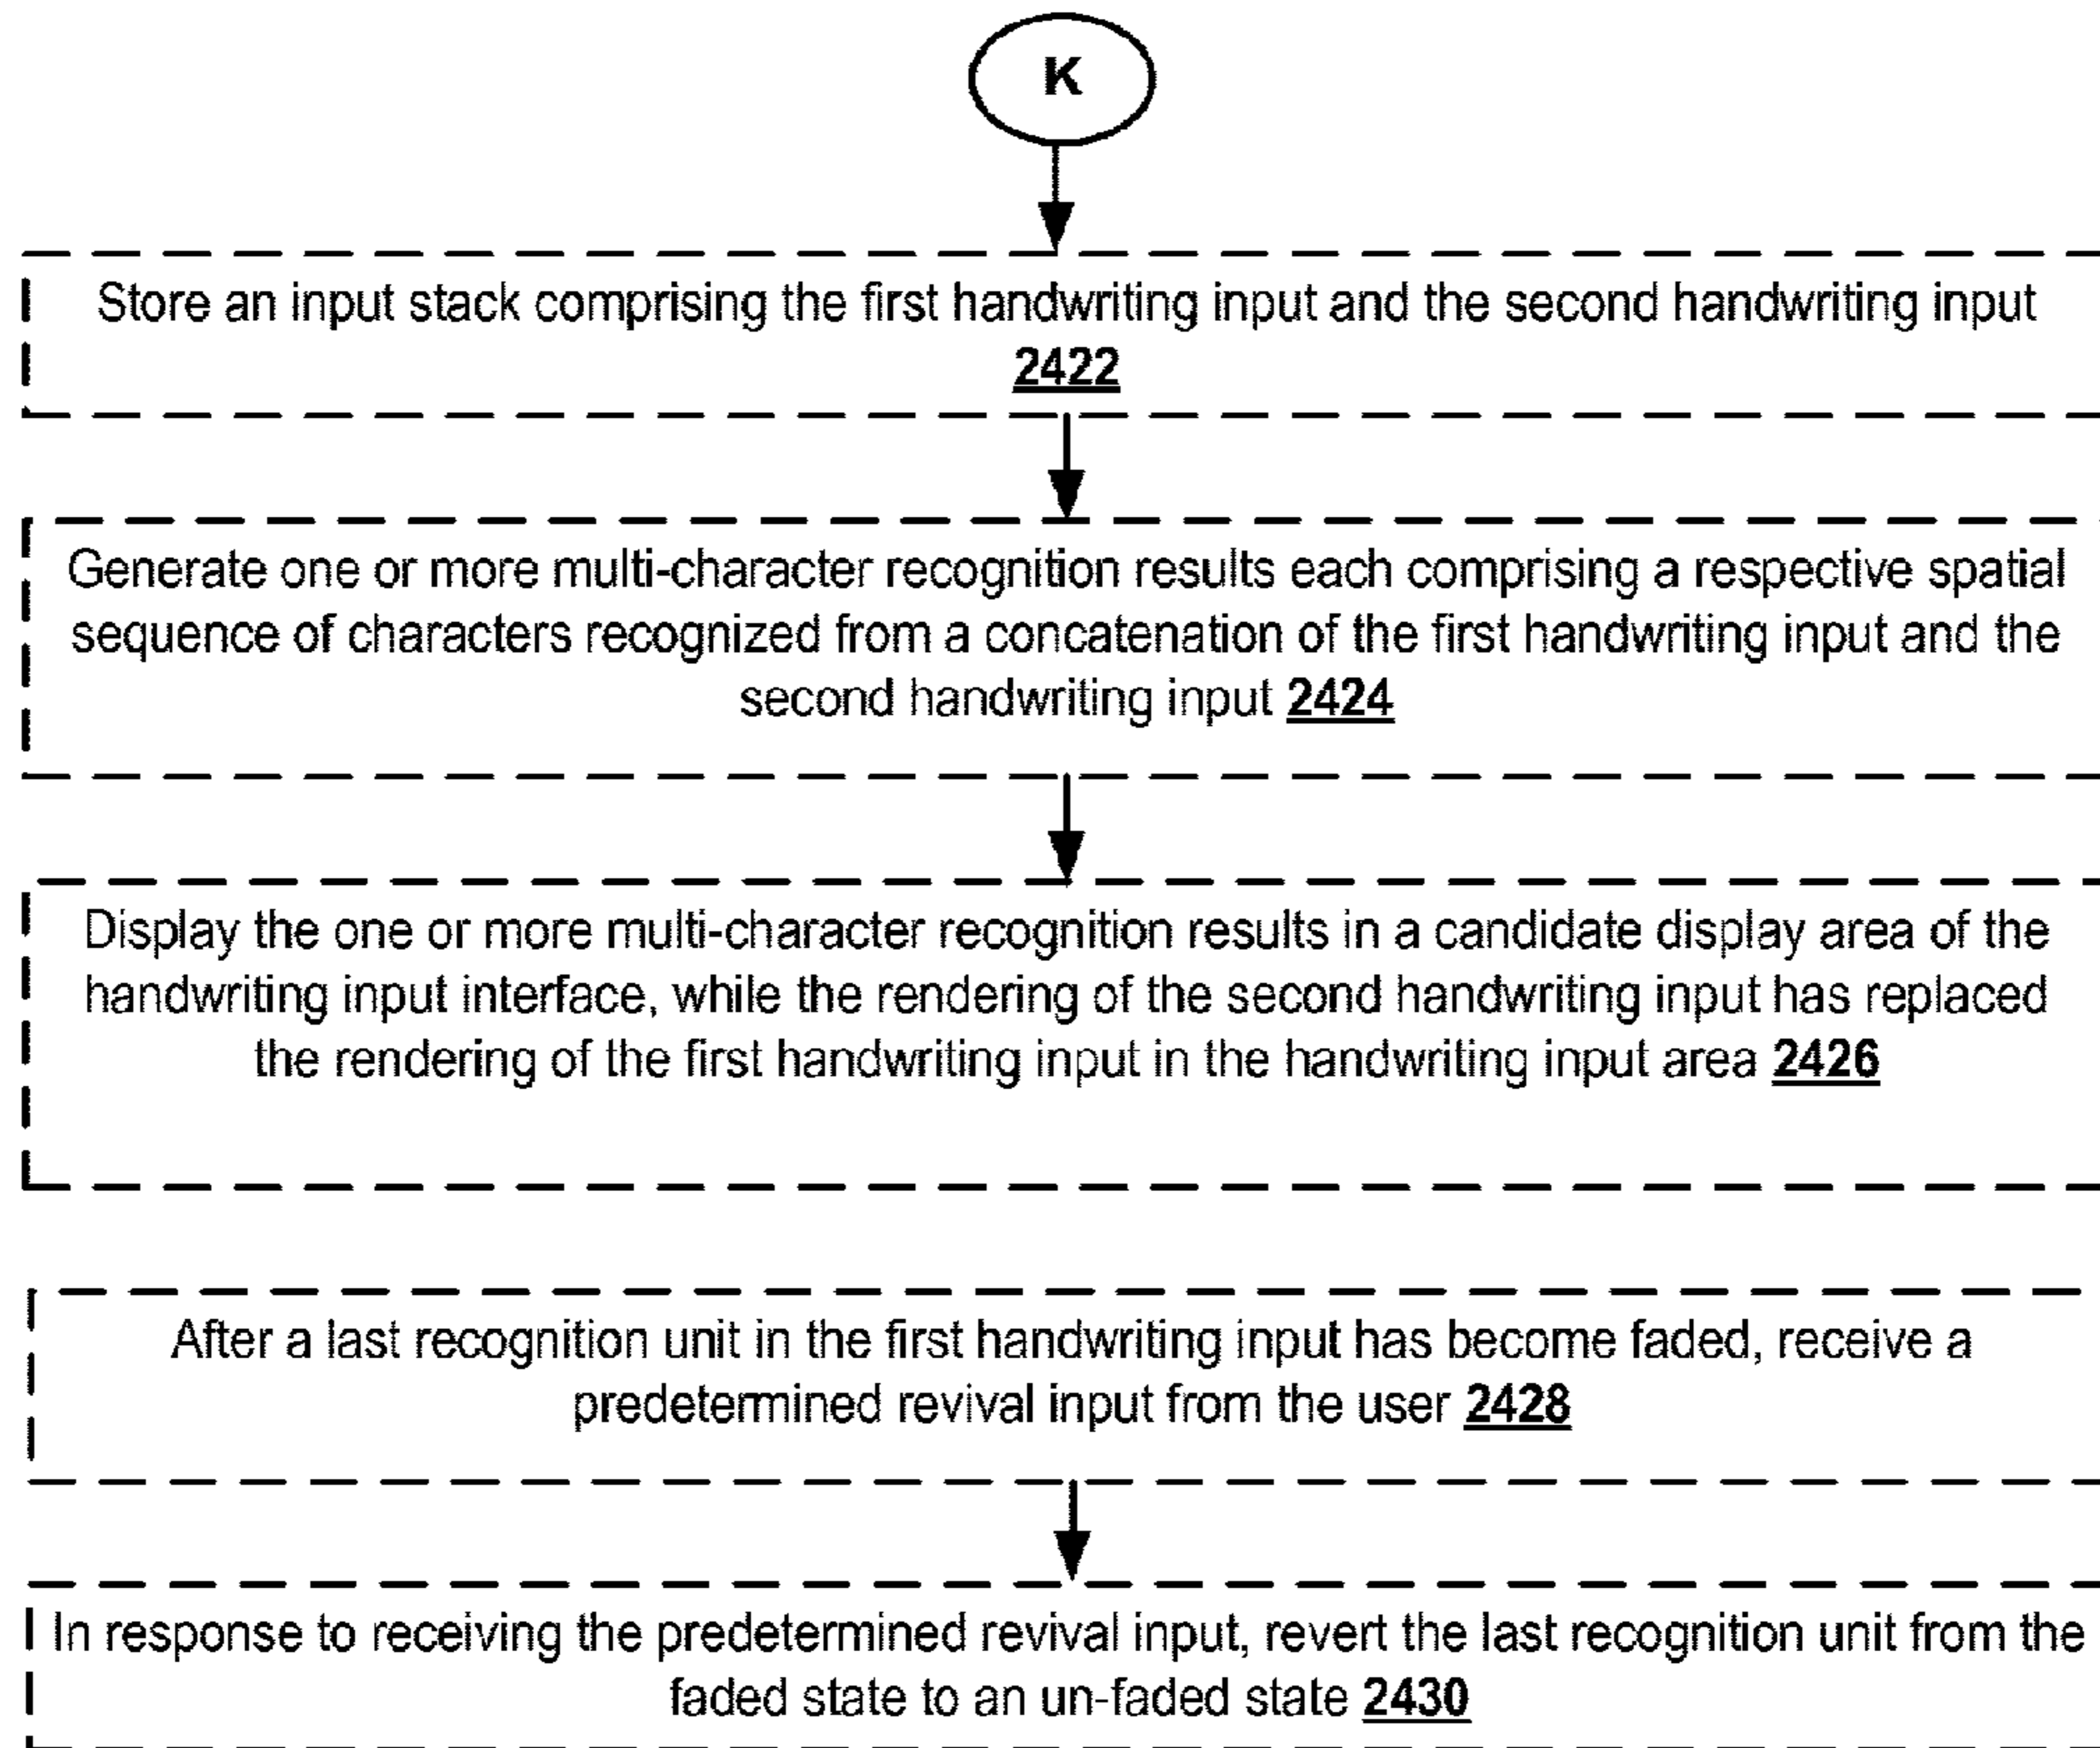 K
Store an input stack comprising the first handwriting input and the second handwriting input
2422
Generate one or more multi-character recognition results each comprising a respective spatial
sequence of characters recognized from a concatenation of the first handwriting input and the
second handwriting input 2424
Display the one or more multi-character recognition results in a candidate display area of the
handwriting input interface, while the rendering of the second handwriting input has replaced
the rendering of the first handwriting input in the handwriting input area 2426
After a last recognition unit in the first handwriting input has become faded, receive a
predetermined revival input from the user 2428
In response to receiving the predetermined revival input, revert the last recognition unit from the
faded state to an un-faded state 2430